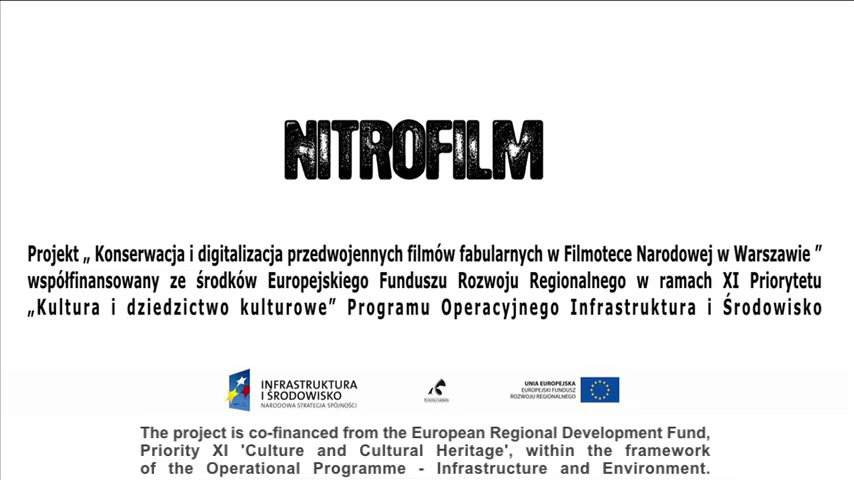 NITROFILM
Projekt „ Konserwacja i digitalizacja przedwojennych filmów fabularnych w Filmotece Narodowej w Warszawie ”
współfinansowany ze środków Europejskiego Funduszu Rozwoju Regionalnego w ramach XI Priorytetu
„Kultura i dziedzictwo kulturowe” Programu Operacyjnego Infrastruktura i Środowisko
INFRASTRUKTURA
I ŚRODOWISKO
NARODOWA STRATEGIA SPÓJNOŚCI
UNIA EUROPEJSKA
EUROPEJSKI FUNDUSZ
ROZWOJU REGIONALNEGO
The project is co-financed from the European Regional Development Fund,
Priority XI 'Culture and Cultural Heritage', within the framework
of the Operational Programme - Infrastructure and Environment.